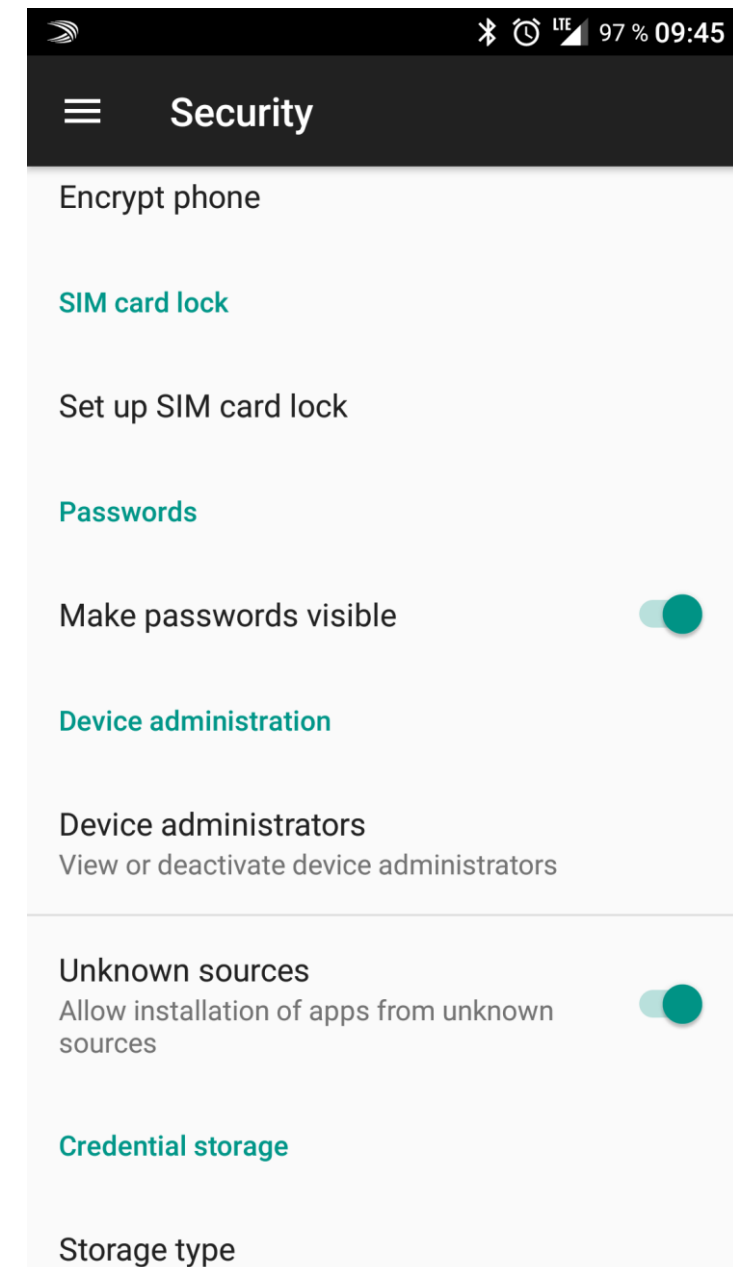 LTE 97 % 09:45
Security
Encrypt phone
SIM card lock
Set up SIM card lock
Passwords
Make passwords visible
Device administration
Device administrators
View or deactivate device administrators
Unknown sources
Allow installation of apps from unknown
sources
Credential storage
Storage type